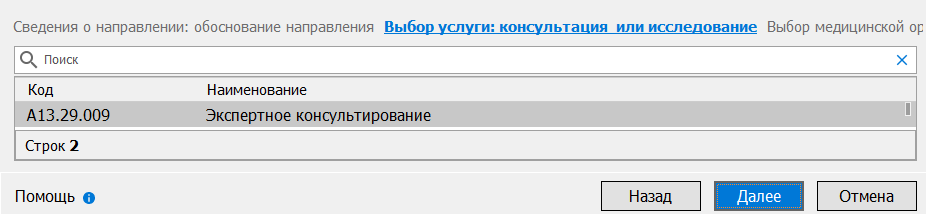 Сведения о направлении: обоснование направления Выбор услуги: консультация или исследование Выбор медицинской ор
Поиск
Код Наименование
A13.29.009 Экспертное консультирование
Строк 2
Помощь Назад Далее Отмена